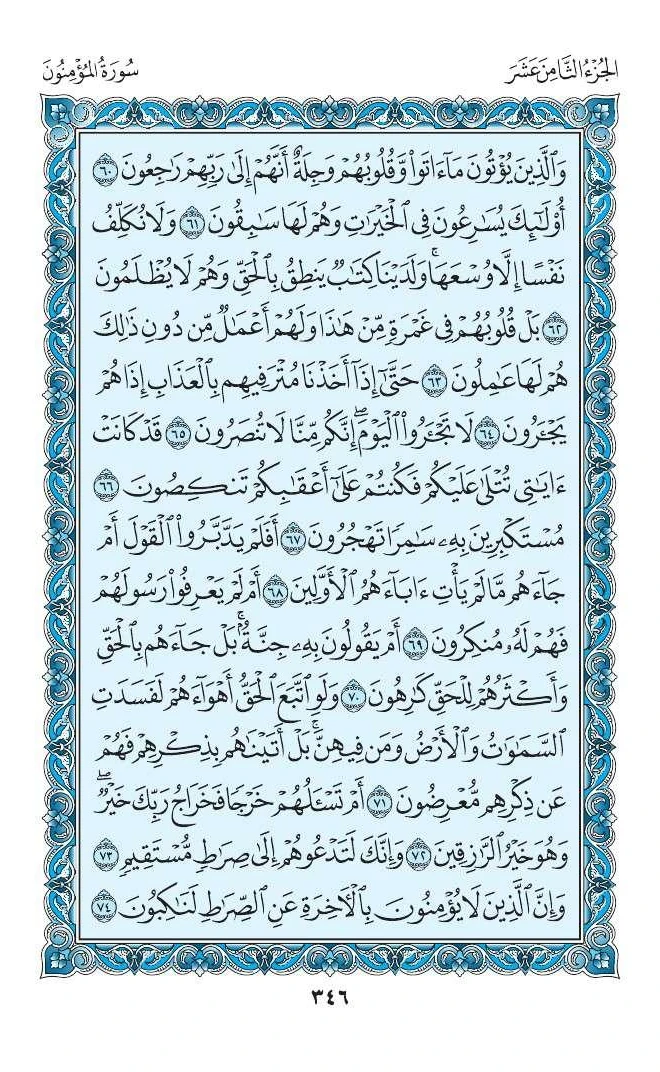 الجُزْءُ الثَّامِنَ عَشَرَ
سُورَةُ المُؤْمِنُونَ
وَٱلَّذِينَ يُؤْتُونَ مَآ ءَاتَوا۟ وَّقُلُوبُهُمْ وَجِلَةٌ أَنَّهُمْ إِلَىٰ رَبِّهِمْ رَٰجِعُونَ ٦٠
أُو۟لَٰٓئِكَ يُسَٰرِعُونَ فِى ٱلْخَيْرَٰتِ وَهُمْ لَهَا سَٰبِقُونَ ٦١ وَلَا نُكَلِّفُ
نَفْسًا إِلَّا وُسْعَهَا ۚ وَلَدَيْنَا كِتَٰبٌ يَنطِقُ بِٱلْحَقِّ وَهُمْ لَا يُظْلَمُونَ
٦٢ بَلْ قُلُوبُهُمْ فِى غَمْرَةٍ مِّنْ هَٰذَا وَلَهُمْ أَعْمَٰلٌ مِّن دُونِ ذَٰلِكَ
هُمْ لَهَا عَٰمِلُونَ ٦٣ حَتَّىٰٓ إِذَآ أَخَذْنَا مُتْرَفِيهِم بِٱلْعَذَابِ إِذَا هُمْ
يَجْـَٔرُونَ ٦٤ لَا تَجْـَٔرُوا۟ ٱلْيَوْمَ ۖ إِنَّكُم مِّنَّا لَا تُنصَرُونَ ٦٥ قَدْ كَانَتْ
ءَايَٰتِى تُتْلَىٰ عَلَيْكُمْ فَكُنتُمْ عَلَىٰٓ أَعْقَٰبِكُمْ تَنكِصُونَ ٦٦
مُسْتَكْبِرِينَ بِهِۦ سَٰمِرًا تَهْجُرُونَ ٦٧ أَفَلَمْ يَدَّبَّرُوا۟ ٱلْقَوْلَ أَمْ
جَآءَهُم مَّا لَمْ يَأْتِ ءَابَآءَهُمُ ٱلْأَوَّلِينَ ٦٨ أَمْ لَمْ يَعْرِفُوا۟ رَسُولَهُمْ
فَهُمْ لَهُۥ مُنكِرُونَ ٦٩ أَمْ يَقُولُونَ بِهِۦ جِنَّةٌۢ ۚ بَلْ جَآءَهُم بِٱلْحَقِّ
وَأَكْثَرُهُمْ لِلْحَقِّ كَٰرِهُونَ ٧٠ وَلَوِ ٱتَّبَعَ ٱلْحَقُّ أَهْوَآءَهُمْ لَفَسَدَتِ
ٱلسَّمَٰوَٰتُ وَٱلْأَرْضُ وَمَن فِيهِنَّ ۚ بَلْ أَتَيْنَٰهُم بِذِكْرِهِمْ فَهُمْ
عَن ذِكْرِهِم مُّعْرِضُونَ ٧١ أَمْ تَسْـَٔلُهُمْ خَرْجًا فَخَرَاجُ رَبِّكَ خَيْرٌ ۖ
وَهُوَ خَيْرُ ٱلرَّٰزِقِينَ ٧٢ وَإِنَّكَ لَتَدْعُوهُمْ إِلَىٰ صِرَٰطٍ مُّسْتَقِيمٍ ٧٣
وَإِنَّ ٱلَّذِينَ لَا يُؤْمِنُونَ بِٱلْءَاخِرَةِ عَنِ ٱلصِّرَٰطِ لَنَٰكِبُونَ ٧٤
٣٤٦